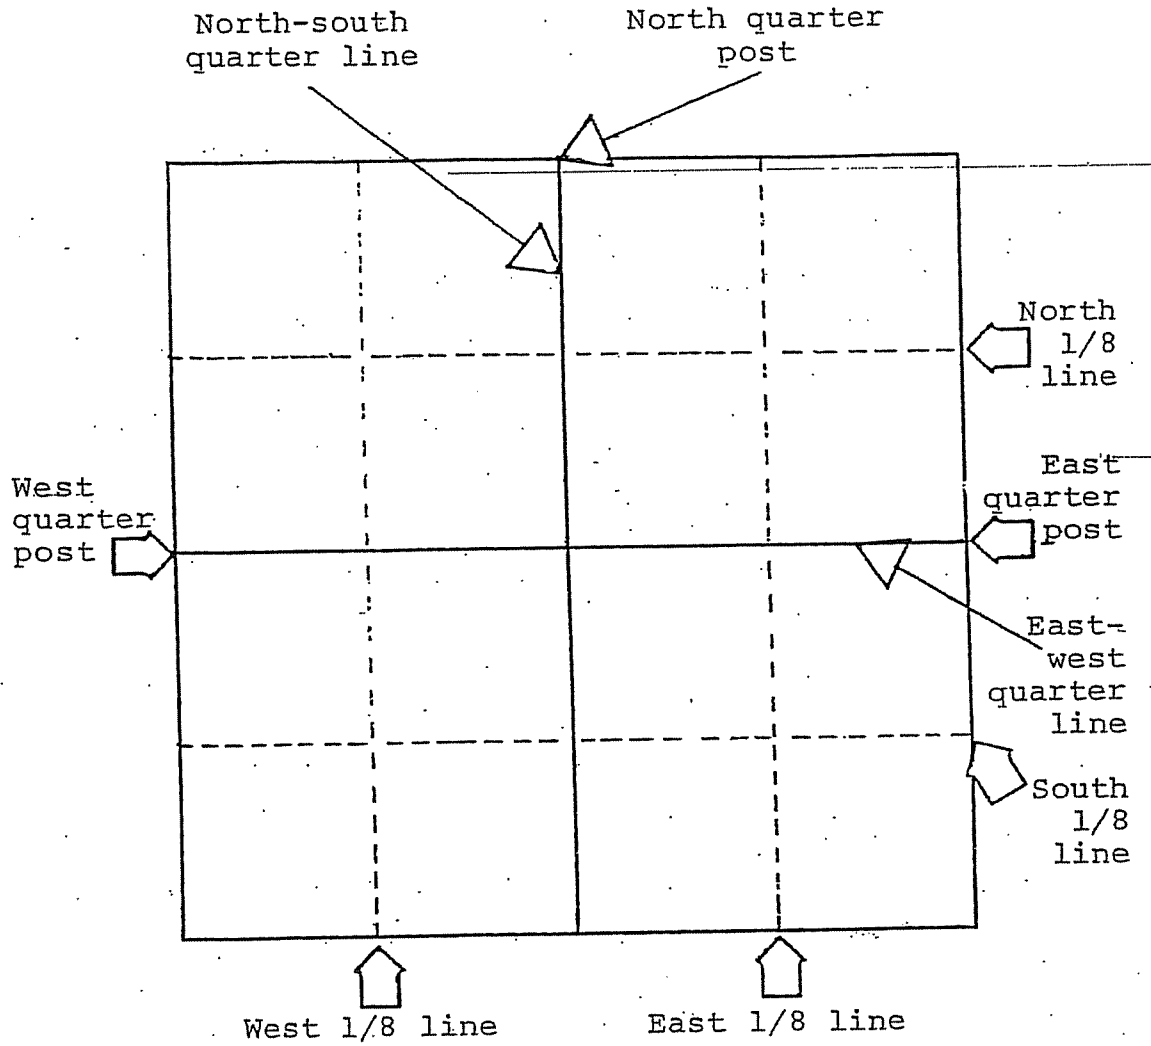 North-south
quarter line
North quarter
post
North
1/8
line
West
quarter
post
East
quarter
post
East-
west
quarter
line
South
1/8
line
West 1/8 line
East 1/8 line